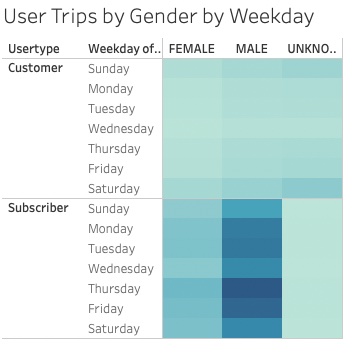 User Trips by Gender by Weekday
Usertype Weekday of.. FEMALE MALE UNKNO..
Customer Sunday
Monday
Tuesday
Wednesday
Thursday
Friday
Saturday
Subscriber Sunday
Monday
Tuesday
Wednesday
Thursday
Friday
Saturday